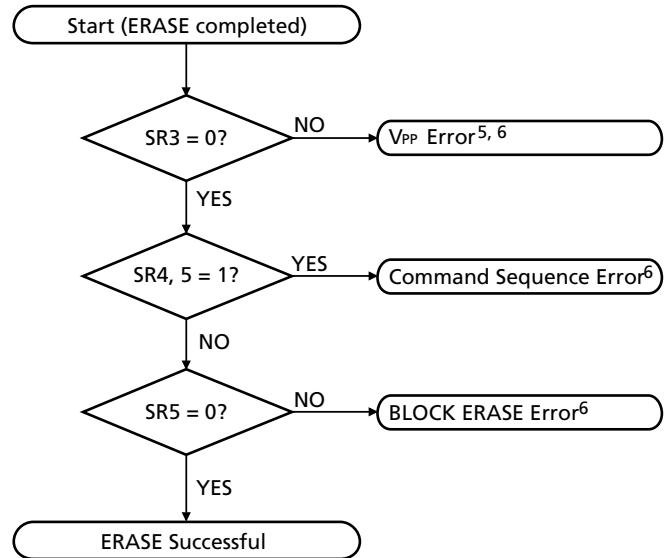 Start (ERASE completed)
SR3 = 0?
NO
VPP Error5, 6
YES
SR4, 5 = 1?
YES
Command Sequence Error6
NO
SR5 = 0?
NO
BLOCK ERASE Error6
YES
ERASE Successful